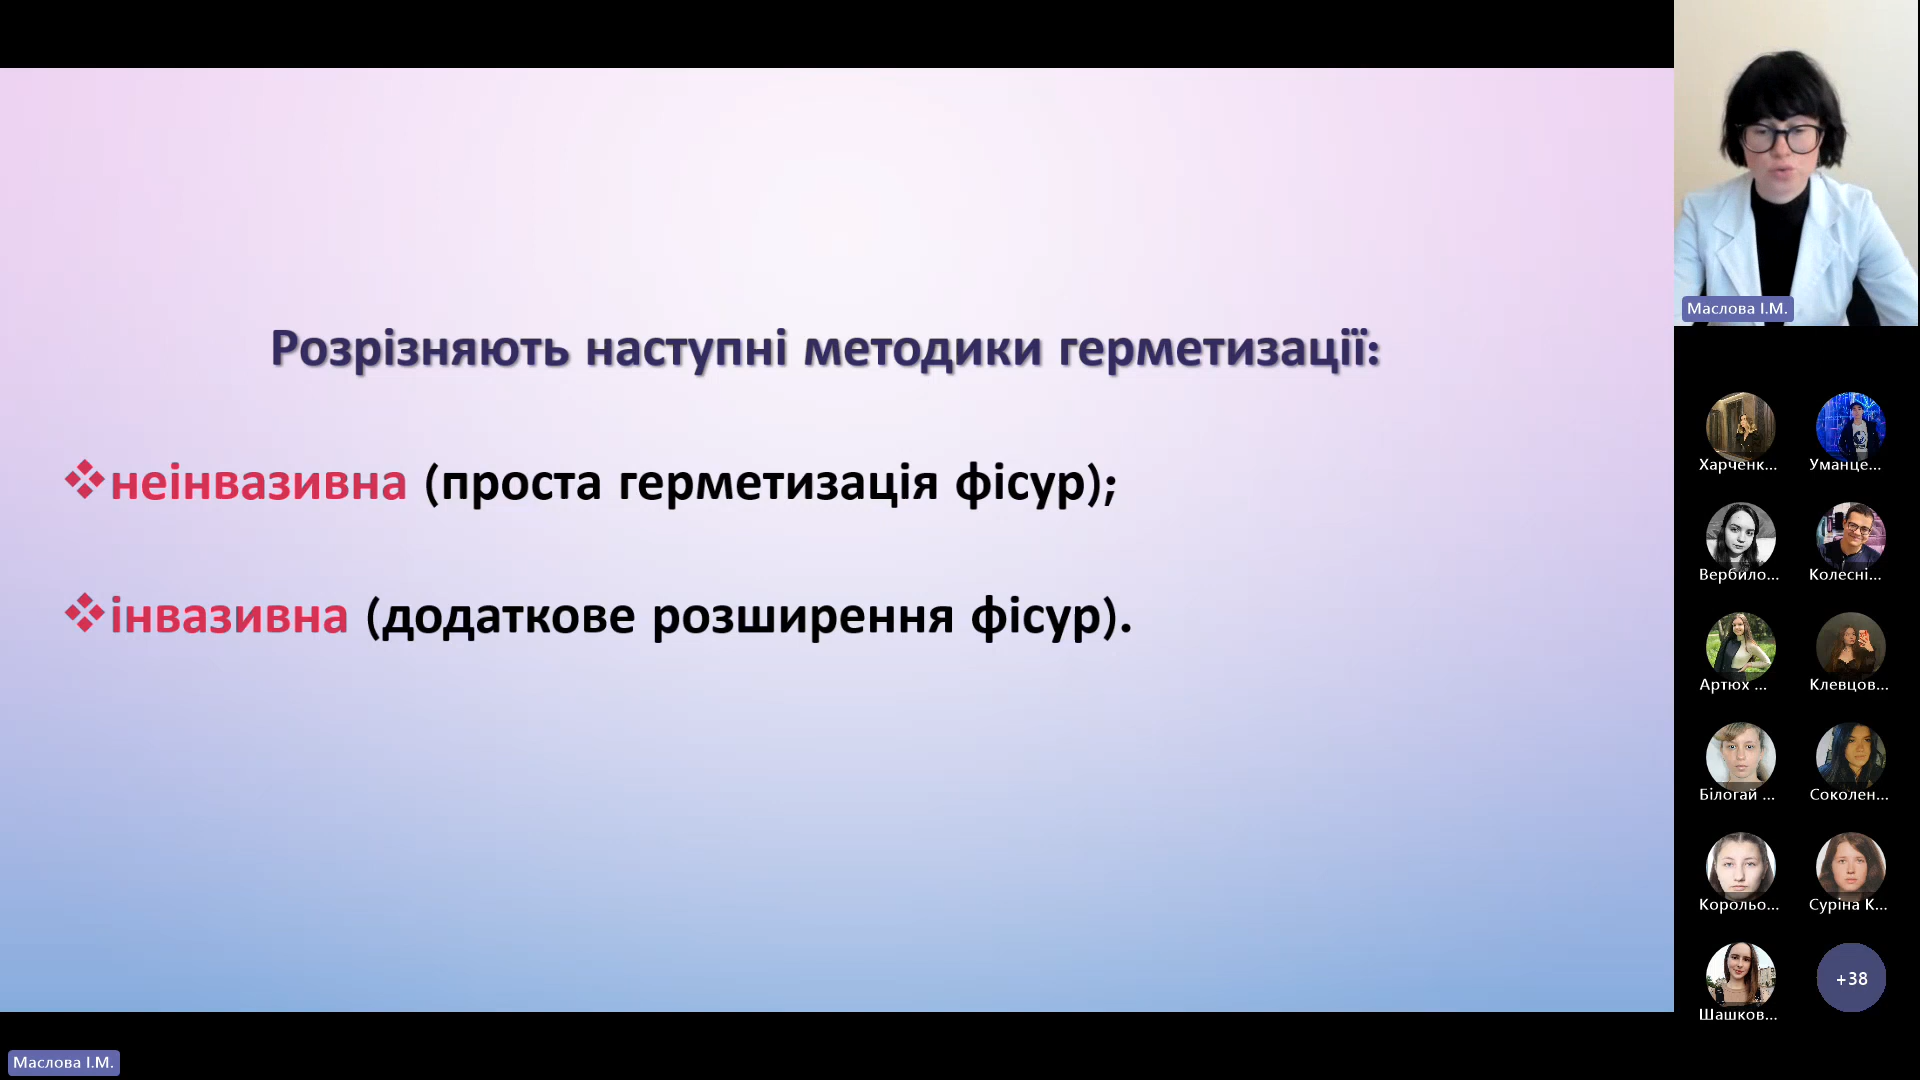 Розрізняють наступні методики герметизації:
❖неінвазивна (проста герметизація фісур);
❖інвазивна (додаткове розширення фісур).
Маслова І.М.
Харченк... Уманце...
Вербило... Колесні...
Артюх ... Клевцов...
Білогай ... Соколен...
Корольо... Суріна К...
Шашков... +38
Маслова І.М.